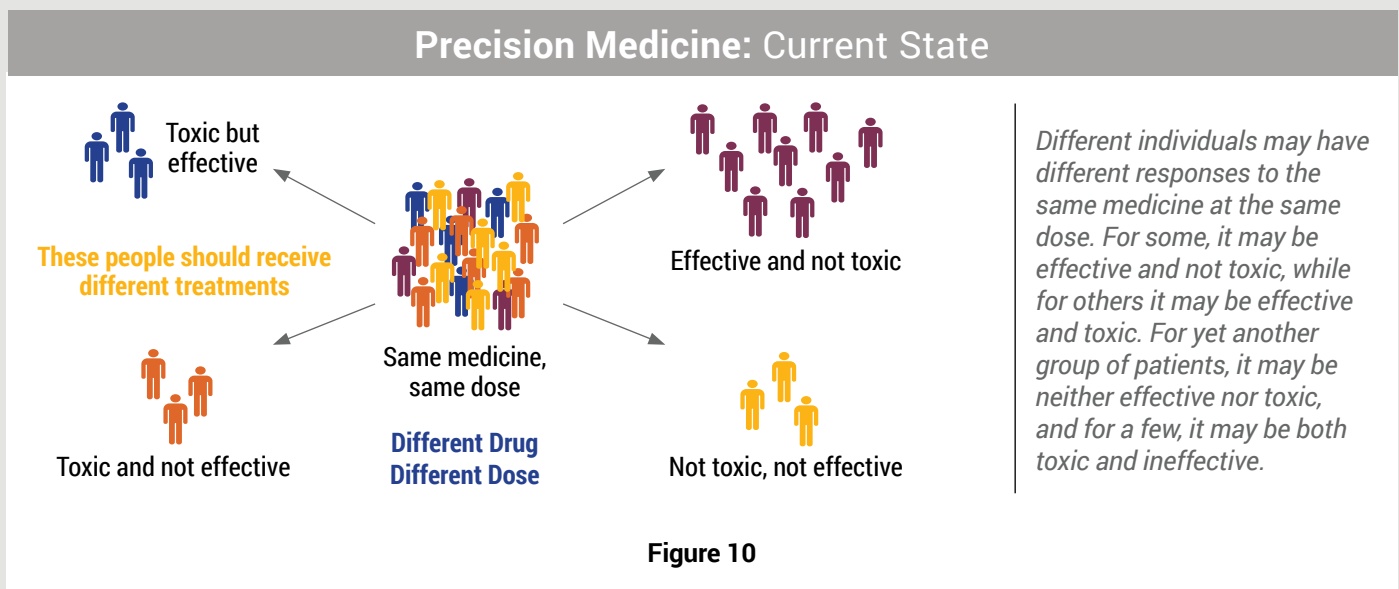 Precision Medicine: Current State
Toxic but
effective
These people should receive
different treatments
Toxic and not effective
Same medicine,
same dose
Different Drug
Different Dose
Effective and not toxic
Not toxic, not effective
Different individuals may have
different responses to the
same medicine at the same
dose. For some, it may be
effective and not toxic, while
for others it may be effective
and toxic. For yet another
group of patients, it may be
neither effective nor toxic,
and for a few, it may be both
toxic and ineffective.
Figure 10